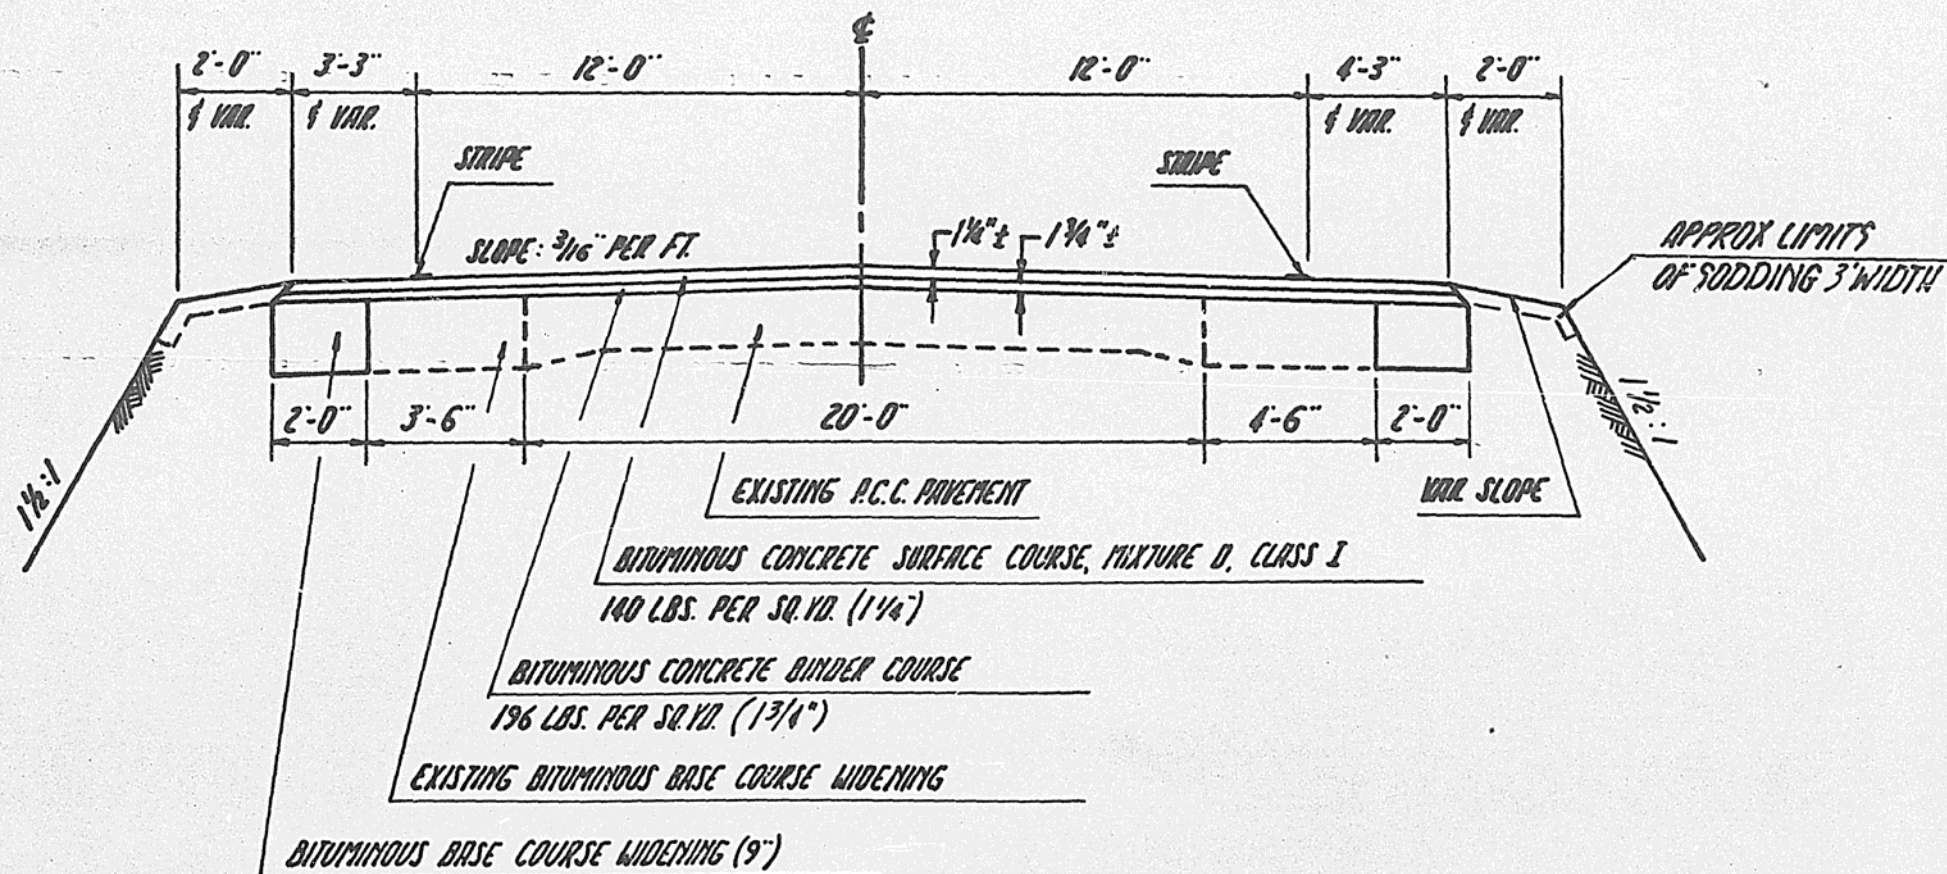 ℄
2'-0" 3'-3" 12'-0" 12'-0" 4'-3" 2'-0"
& VAR. & VAR. & VAR. & VAR.
STRIPE STRIPE
SLOPE: 3/16" PER FT. 1¼"± 1¾"±
APPROX LIMITS
OF SODDING 3' WIDTH
2'-0" 3'-6" 20'-0" 4'-6" 2'-0"
1½:1 1½:1
EXISTING P.C.C. PAVEMENT VAR. SLOPE
BITUMINOUS CONCRETE SURFACE COURSE, MIXTURE D, CLASS I
140 LBS. PER SQ.YD. (1¼")
BITUMINOUS CONCRETE BINDER COURSE
196 LBS. PER SQ.YD. (1¾")
EXISTING BITUMINOUS BASE COURSE WIDENING
BITUMINOUS BASE COURSE WIDENING (9")